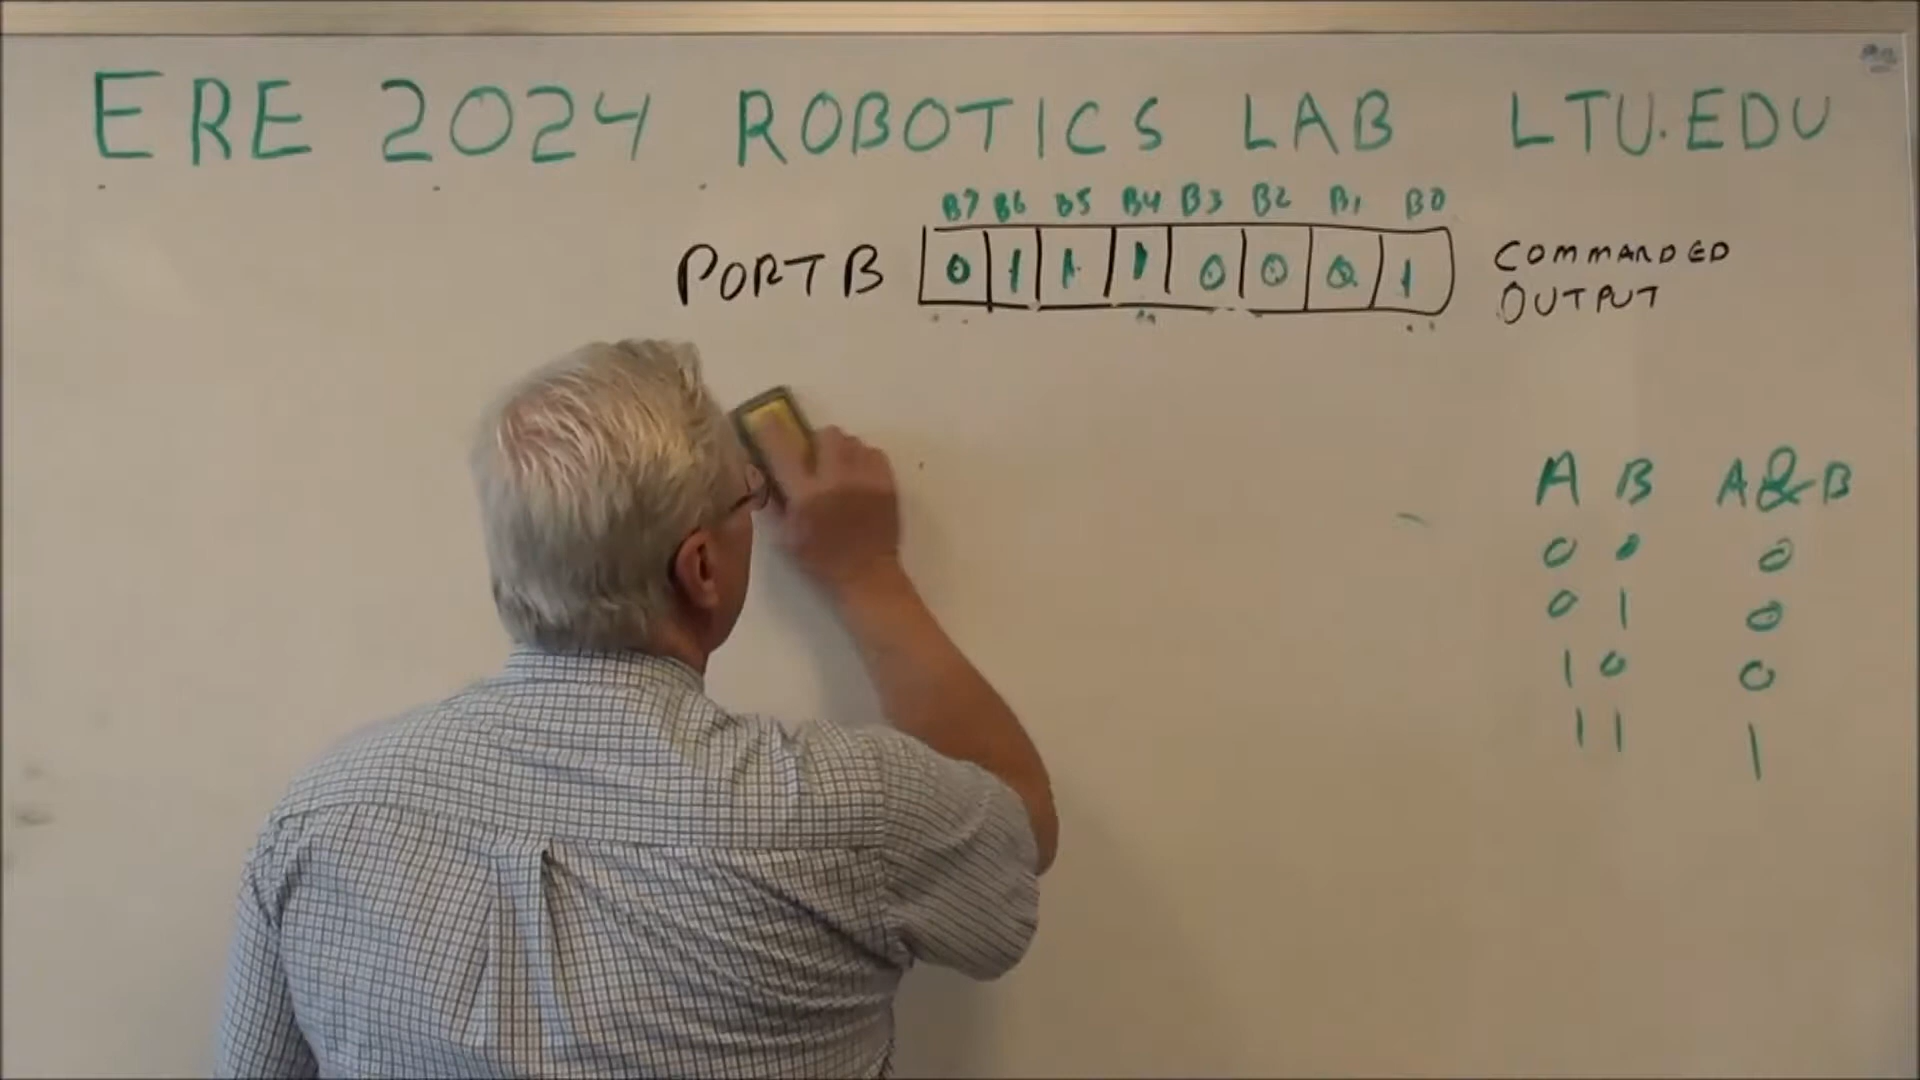 ERE 2024 ROBOTICS LAB LTU.EDU
B7 B6 B5 B4 B3 B2 B1 B0
PORT B 0 1 1 1 0 0 0 1 COMMANDED
OUTPUT
A B A&B
0 0 0
0 1 0
1 0 0
1 1 1